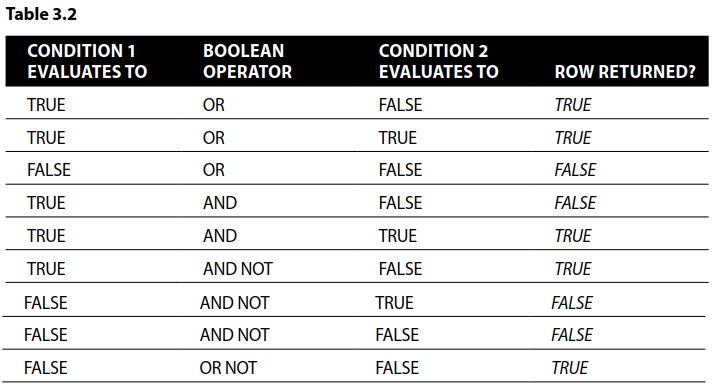 Table 3.2
CONDITION 1 EVALUATES TO BOOLEAN OPERATOR CONDITION 2 EVALUATES TO ROW RETURNED?
TRUE OR FALSE TRUE
TRUE OR TRUE TRUE
FALSE OR FALSE FALSE
TRUE AND FALSE FALSE
TRUE AND TRUE TRUE
TRUE AND NOT FALSE TRUE
FALSE AND NOT TRUE FALSE
FALSE AND NOT FALSE FALSE
FALSE OR NOT FALSE TRUE